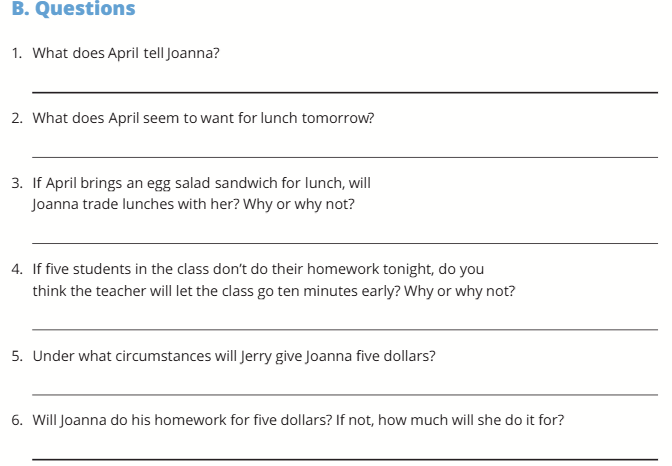 B. Questions
1. What does April tell Joanna?
2. What does April seem to want for lunch tomorrow?
3. If April brings an egg salad sandwich for lunch, will
Joanna trade lunches with her? Why or why not?
4. If five students in the class don’t do their homework tonight, do you
think the teacher will let the class go ten minutes early? Why or why not?
5. Under what circumstances will Jerry give Joanna five dollars?
6. Will Joanna do his homework for five dollars? If not, how much will she do it for?